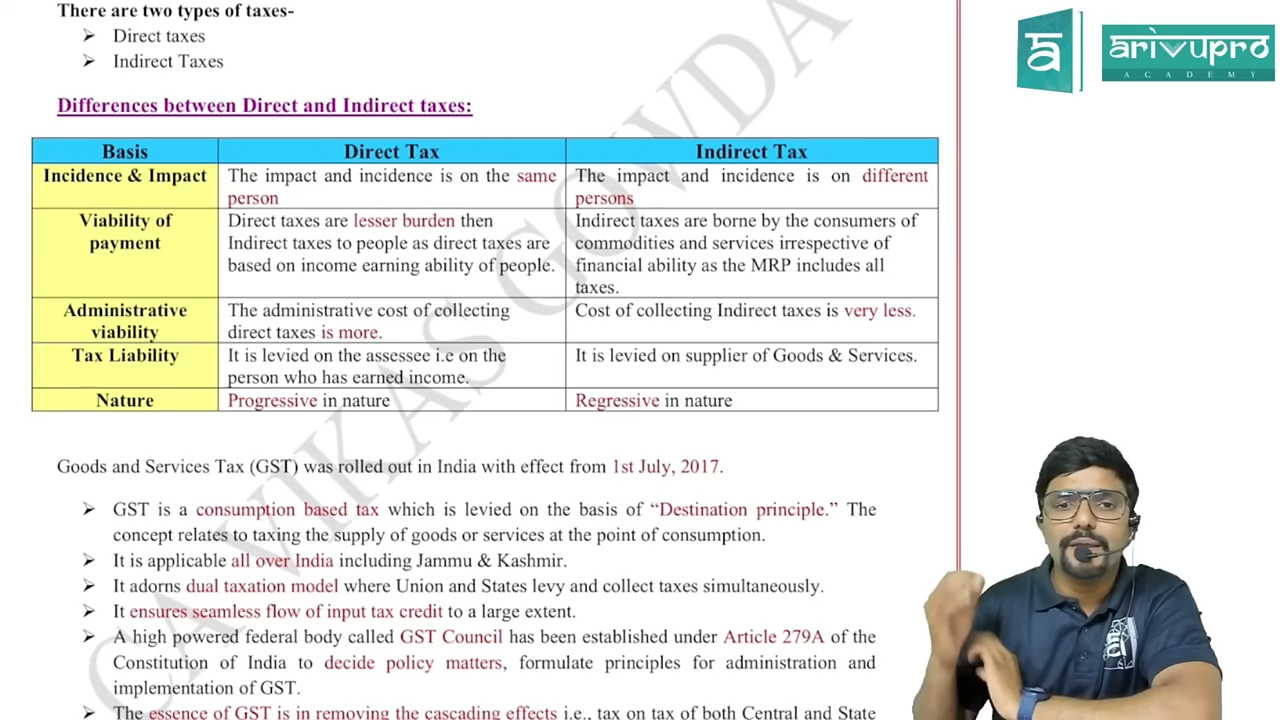 There are two types of taxes-
➢ Direct taxes
➢ Indirect Taxes
Differences between Direct and Indirect taxes:
Basis Direct Tax Indirect Tax
Incidence & Impact The impact and incidence is on the same person The impact and incidence is on different persons
Viability of payment Direct taxes are lesser burden then Indirect taxes to people as direct taxes are based on income earning ability of people. Indirect taxes are borne by the consumers of commodities and services irrespective of financial ability as the MRP includes all taxes.
Administrative viability The administrative cost of collecting direct taxes is more. Cost of collecting Indirect taxes is very less.
Tax Liability It is levied on the assessee i.e on the person who has earned income. It is levied on supplier of Goods & Services.
Nature Progressive in nature Regressive in nature
Goods and Services Tax (GST) was rolled out in India with effect from 1st July, 2017.
➢ GST is a consumption based tax which is levied on the basis of “Destination principle.” The
concept relates to taxing the supply of goods or services at the point of consumption.
➢ It is applicable all over India including Jammu & Kashmir.
➢ It adorns dual taxation model where Union and States levy and collect taxes simultaneously.
➢ It ensures seamless flow of input tax credit to a large extent.
➢ A high powered federal body called GST Council has been established under Article 279A of the
Constitution of India to decide policy matters, formulate principles for administration and
implementation of GST.
➢ The essence of GST is in removing the cascading effects i.e., tax on tax of both Central and State
CA VIKAS GOWDA
arivupro
ACADEMY